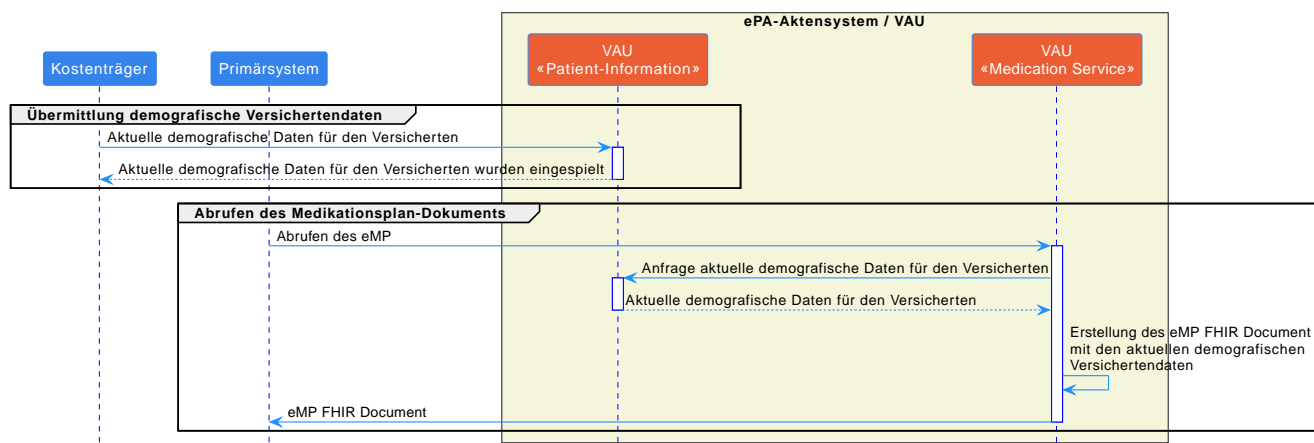 ePA-Aktensystem / VAU
Kostenträger
Primärsystem
VAU
«Patient-Information»
VAU
«Medication Service»
Übermittlung demografische Versichertendaten
Aktuelle demografische Daten für den Versicherten
Aktuelle demografische Daten für den Versicherten wurden eingespielt
Abrufen des Medikationsplan-Dokuments
Abrufen des eMP
Anfrage aktuelle demografische Daten für den Versicherten
Aktuelle demografische Daten für den Versicherten
Erstellung des eMP FHIR Document
mit den aktuellen demografischen
Versichertendaten
eMP FHIR Document